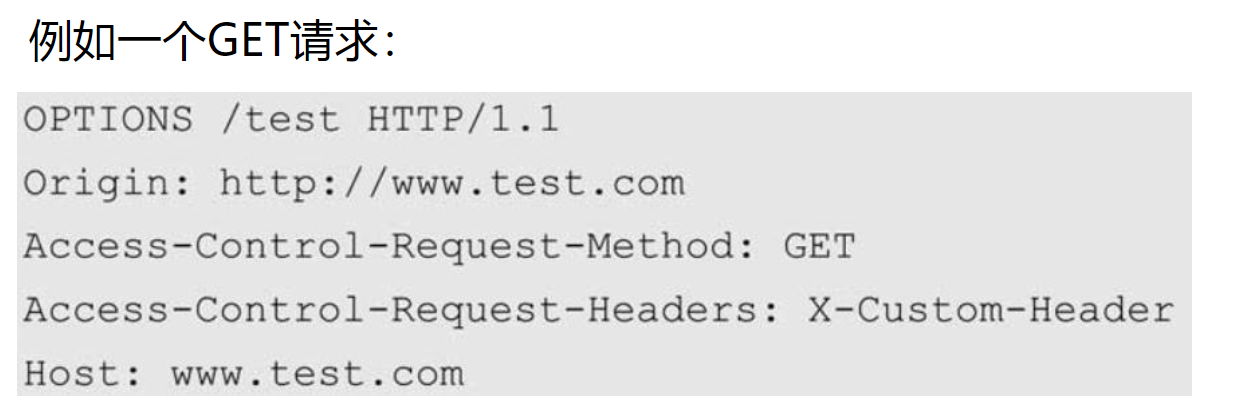 例如一个GET请求：
OPTIONS /test HTTP/1.1
Origin: http://www.test.com
Access-Control-Request-Method: GET
Access-Control-Request-Headers: X-Custom-Header
Host: www.test.com